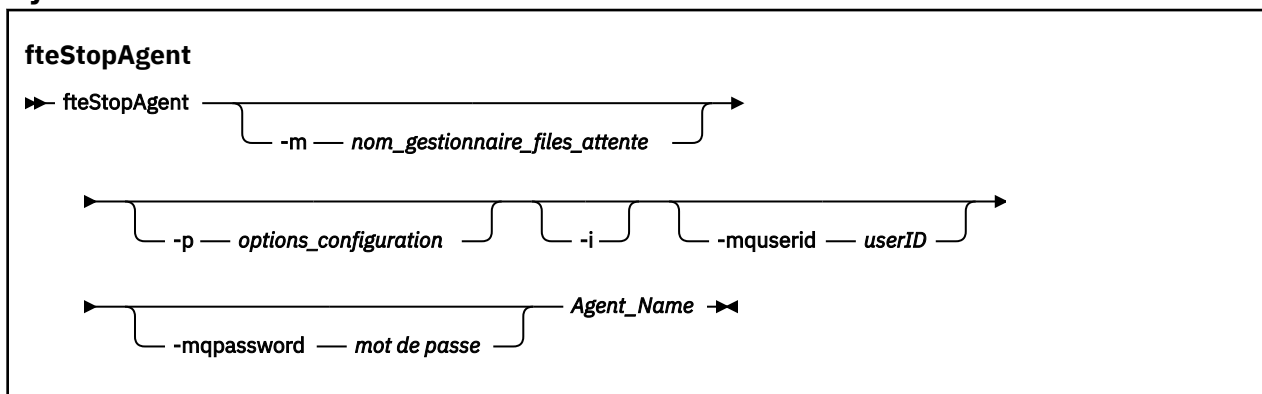 fteStopAgent
fteStopAgent
-m nom_gestionnaire_files_attente
-p options_configuration -i -mquserid userID
Agent_Name
-mqpassword mot de passe